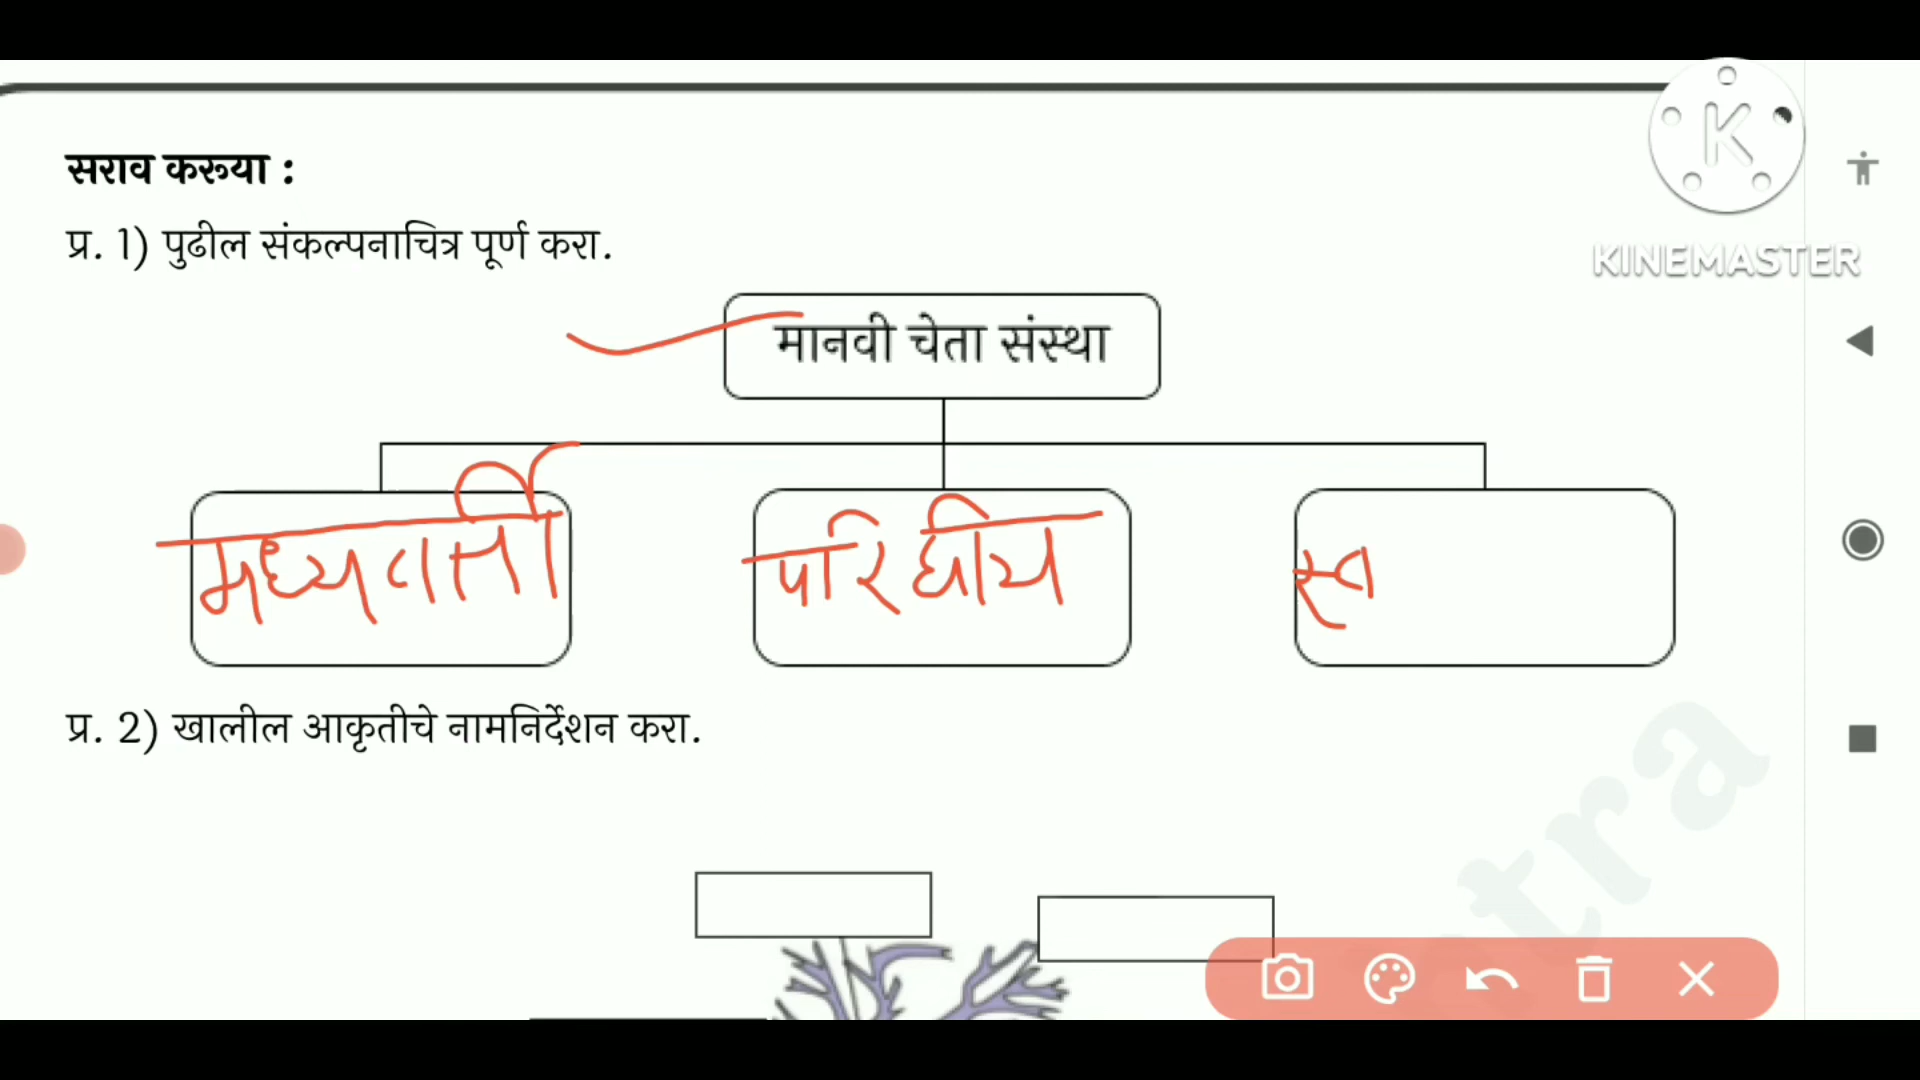 सराव करूया :
प्र. 1) पुढील संकल्पनाचित्र पूर्ण करा.
K
KINEMASTER
मानवी चेता संस्था
मध्यवर्ती
परिघीय
स्व
प्र. 2) खालील आकृतीचे नामनिर्देशन करा.